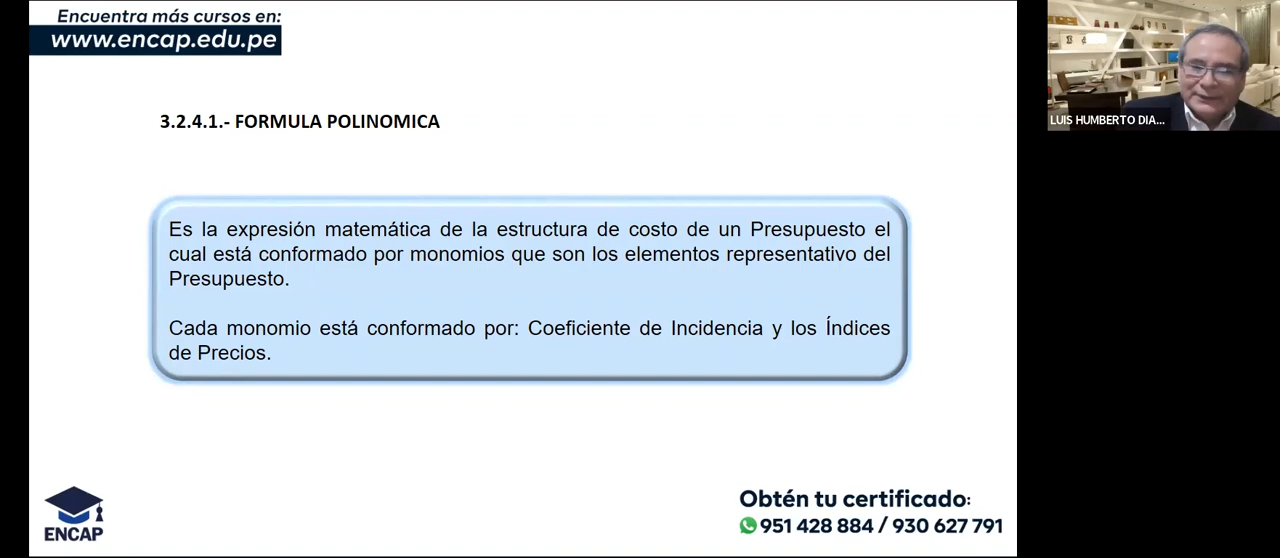 Encuentra más cursos en:
www.encap.edu.pe
LUIS HUMBERTO DIA...
3.2.4.1.- FORMULA POLINOMICA
Es la expresión matemática de la estructura de costo de un Presupuesto el
cual está conformado por monomios que son los elementos representativo del
Presupuesto.
Cada monomio está conformado por: Coeficiente de Incidencia y los Índices
de Precios.
ENCAP
Obtén tu certificado:
951 428 884 / 930 627 791